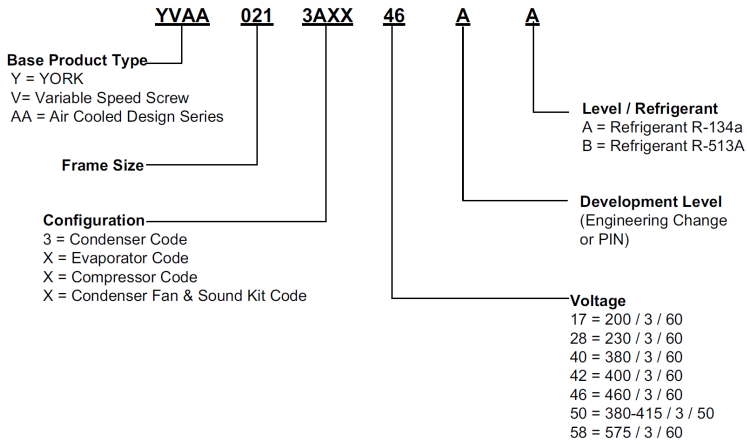 YVAA 021 3AXX 46 A A
Base Product Type
Y = YORK
V= Variable Speed Screw
AA = Air Cooled Design Series
Frame Size
Configuration
3 = Condenser Code
X = Evaporator Code
X = Compressor Code
X = Condenser Fan & Sound Kit Code
Level / Refrigerant
A = Refrigerant R-134a
B = Refrigerant R-513A
Development Level
(Engineering Change
or PIN)
Voltage
17 = 200 / 3 / 60
28 = 230 / 3 / 60
40 = 380 / 3 / 60
42 = 400 / 3 / 60
46 = 460 / 3 / 60
50 = 380-415 / 3 / 50
58 = 575 / 3 / 60